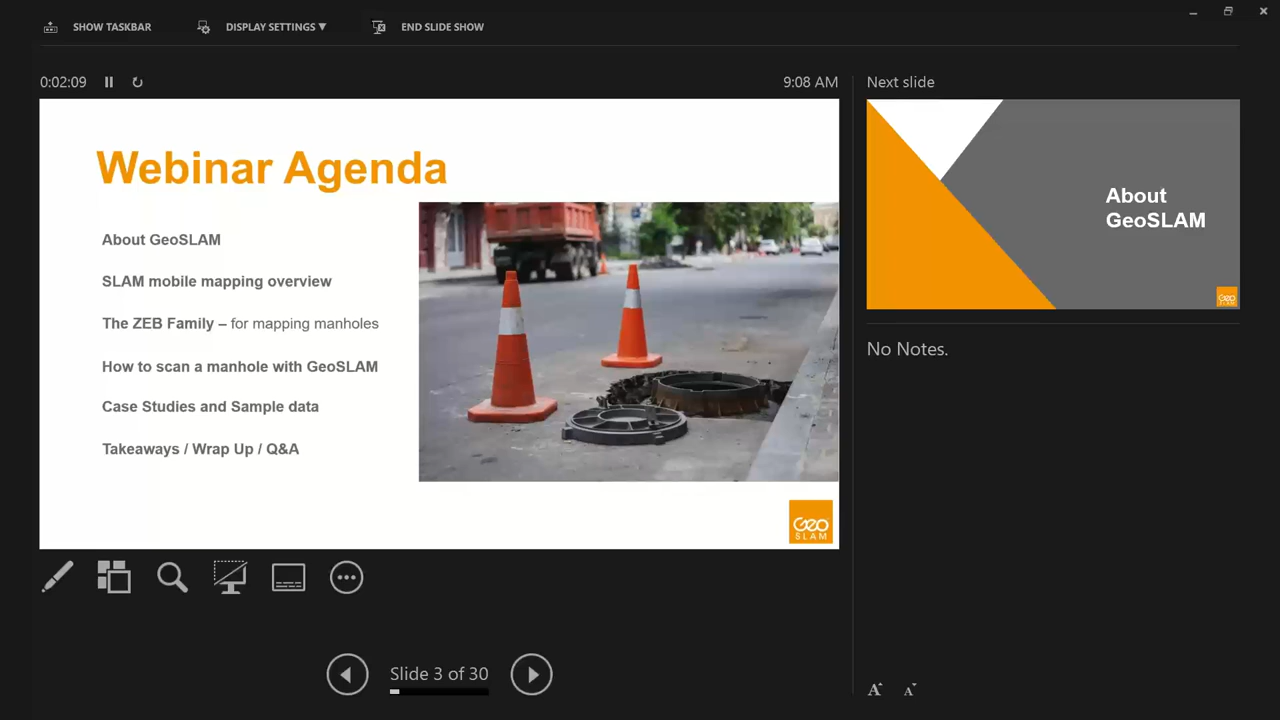 SHOW TASKBAR
DISPLAY SETTINGS ▼
END SLIDE SHOW
0:02:09
9:08 AM
Webinar Agenda
About GeoSLAM
SLAM mobile mapping overview
The ZEB Family – for mapping manholes
How to scan a manhole with GeoSLAM
Case Studies and Sample data
Takeaways / Wrap Up / Q&A
Geo
SLAM
Slide 3 of 30
Next slide
About
GeoSLAM
Geo
SLAM
No Notes.
A
A